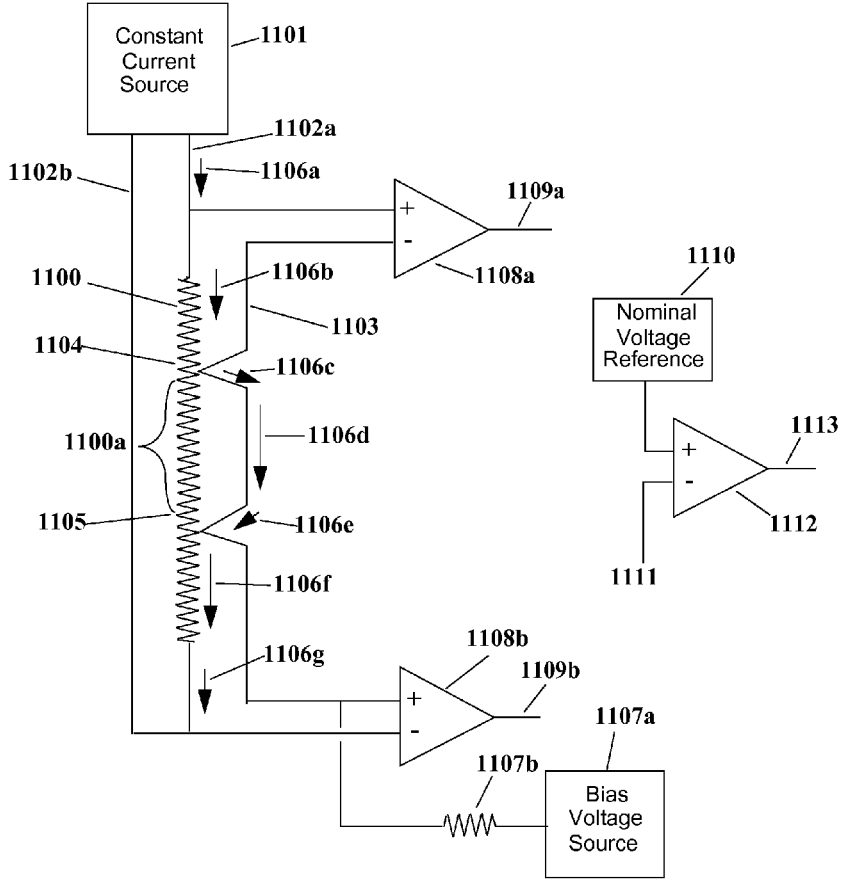 Constant
Current
Source
1101
1102a
1102b
1106a
+
-
1109a
1108a
1100
1106b
1103
1104
1106c
1100a
1106d
1105
1106e
1106f
1106g
1110
Nominal
Voltage
Reference
+
-
1113
1112
1111
1108b
+
-
1109b
1107a
1107b
Bias
Voltage
Source